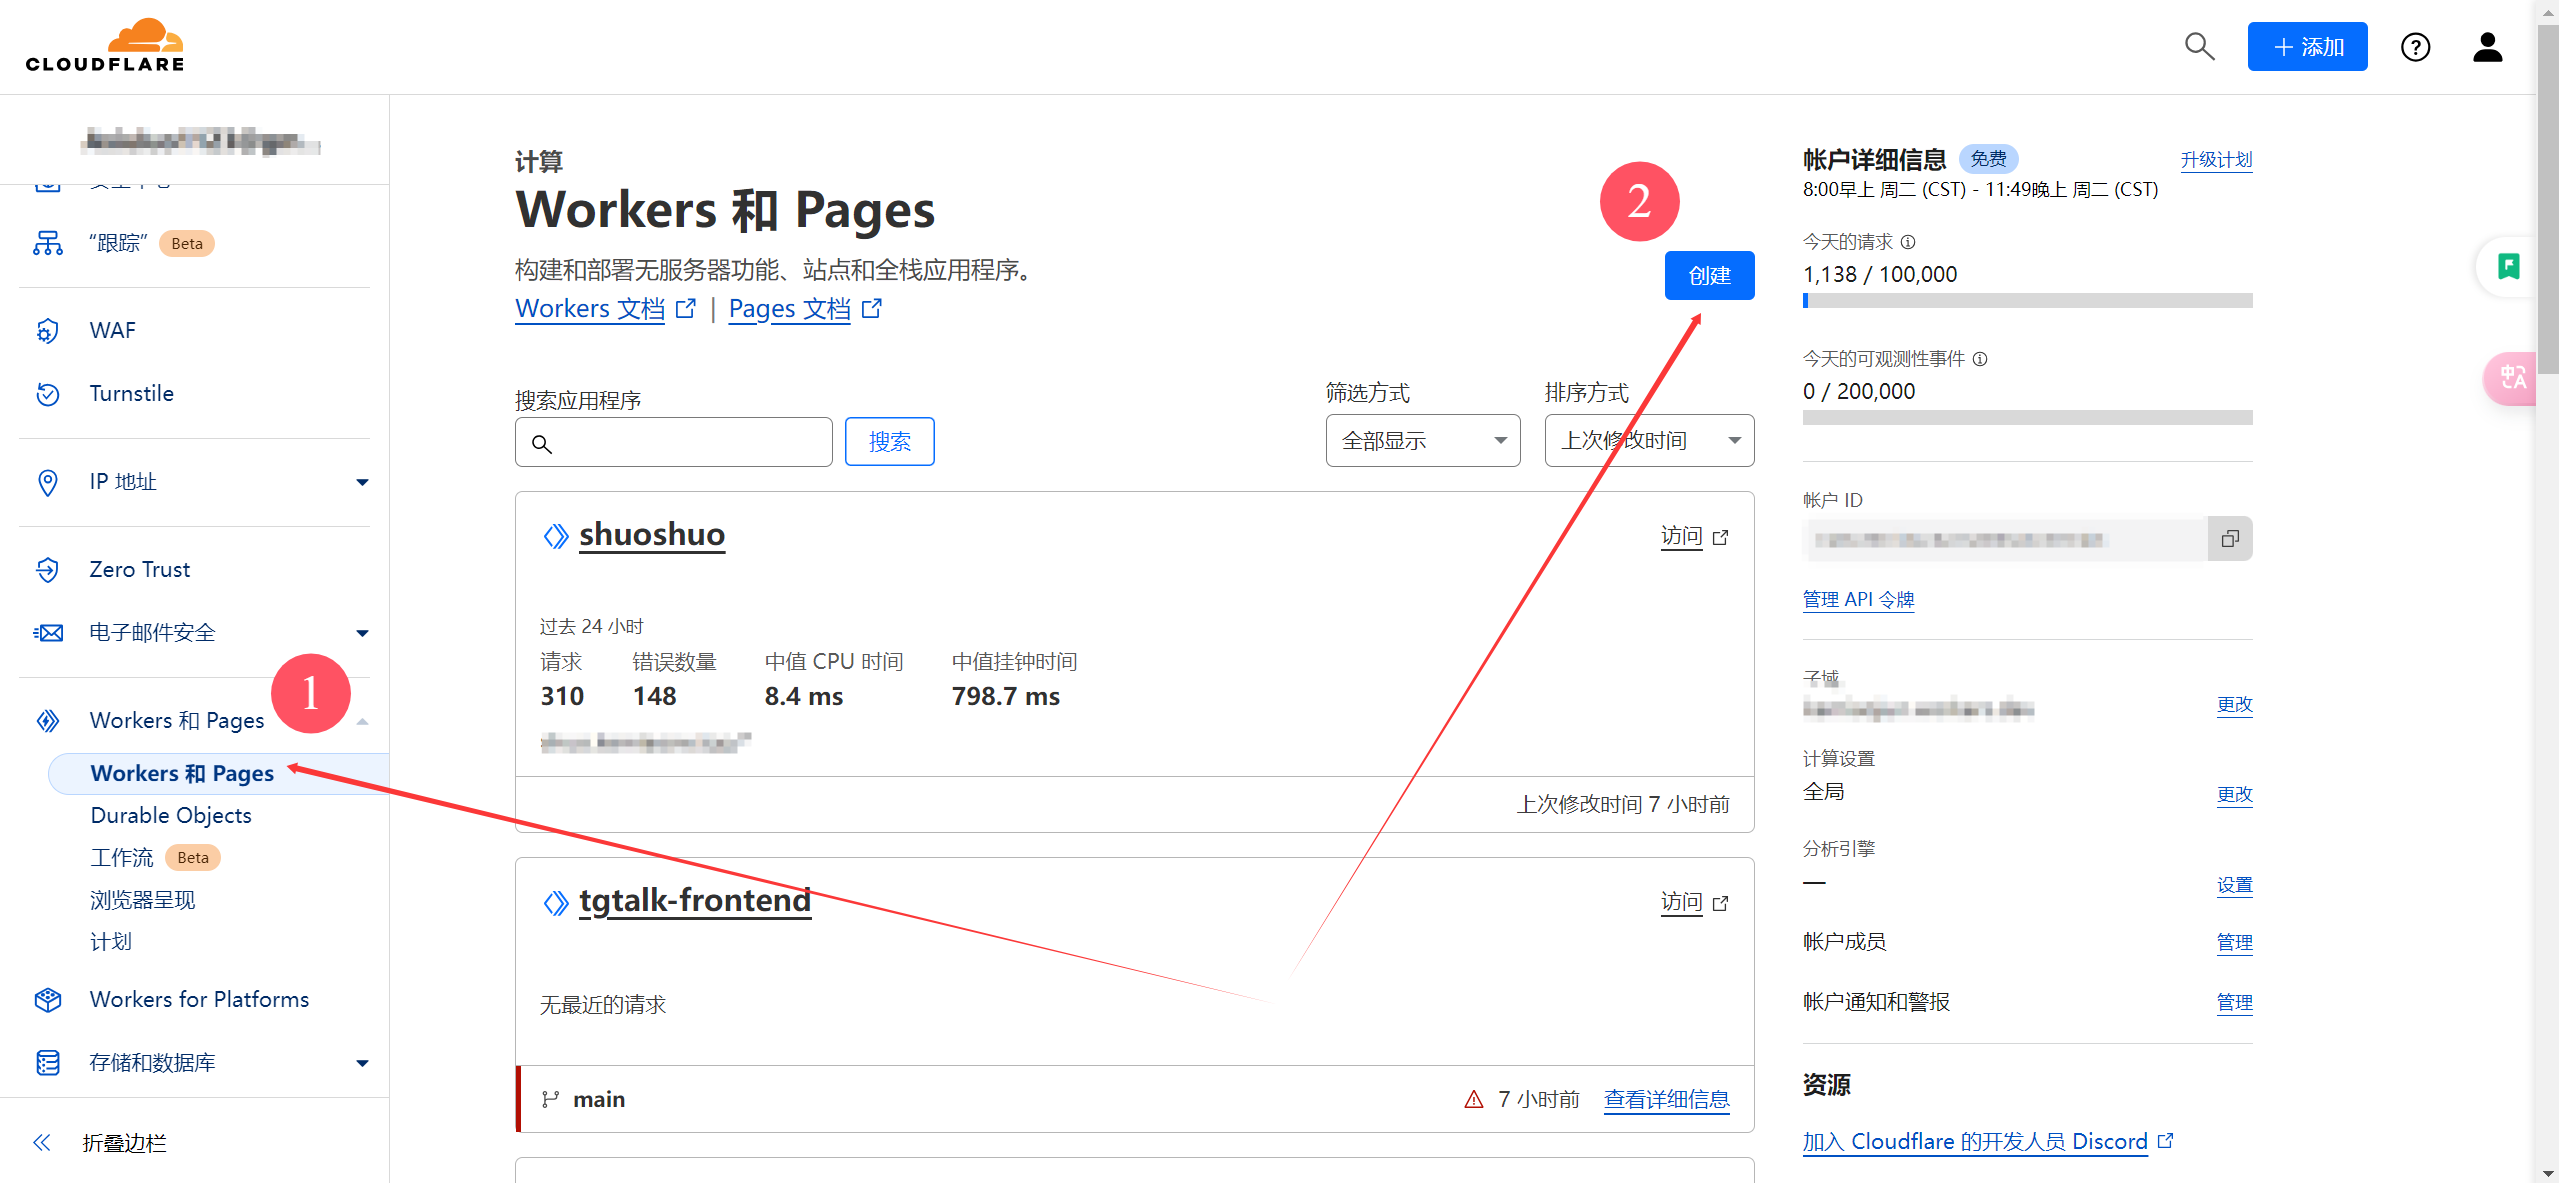 CLOUDFLARE
添加
“跟踪” Beta
WAF
Turnstile
IP 地址
Zero Trust
电子邮件安全
1
Workers 和 Pages
Workers 和 Pages
Durable Objects
工作流 Beta
浏览器呈现
计划
Workers for Platforms
存储和数据库
折叠边栏
计算
Workers 和 Pages
构建和部署无服务器功能、站点和全栈应用程序。
Workers 文档 | Pages 文档
2
创建
搜索应用程序
搜索
筛选方式
全部显示
排序方式
上次修改时间
shuoshuo
访问
过去 24 小时
请求 错误数量 中值 CPU 时间 中值挂钟时间
310 148 8.4 ms 798.7 ms
上次修改时间 7 小时前
tgtalk-frontend
访问
无最近的请求
main
7 小时前 查看详细信息
帐户详细信息 免费 升级计划
8:00早上 周二 (CST) - 11:49晚上 周二 (CST)
今天的请求
1,138 / 100,000
今天的可观测性事件
0 / 200,000
帐户 ID
管理 API 令牌
子域
更改
计算设置
全局
更改
分析引擎
—
设置
帐户成员
管理
帐户通知和警报
管理
资源
加入 Cloudflare 的开发人员 Discord